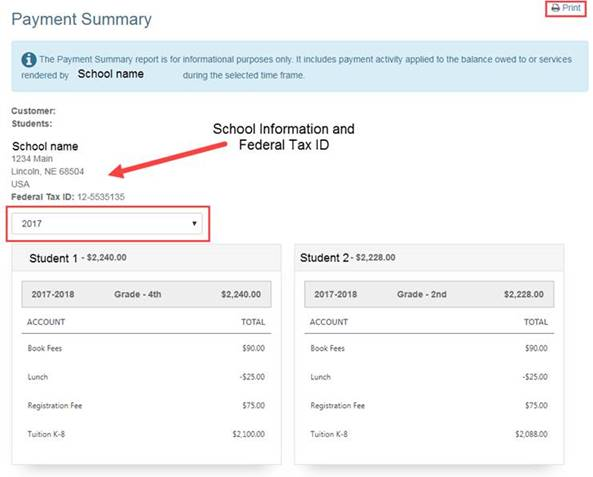 Print
Payment Summary
The Payment Summary report is for informational purposes only. It includes payment activity applied to the balance owed to or services
rendered by School name during the selected time frame.
Customer:
Students:
School name
1234 Main
Lincoln, NE 68504
USA
Federal Tax ID: 12-5535135
School Information and
Federal Tax ID
2017
Student 1 - $2,240.00
2017-2018 Grade - 4th $2,240.00
ACCOUNT TOTAL
Book Fees $90.00
Lunch -$25.00
Registration Fee $75.00
Tuition K-8 $2,100.00
Student 2 - $2,228.00
2017-2018 Grade - 2nd $2,228.00
ACCOUNT TOTAL
Book Fees $90.00
Lunch -$25.00
Registration Fee $75.00
Tuition K-8 $2,088.00